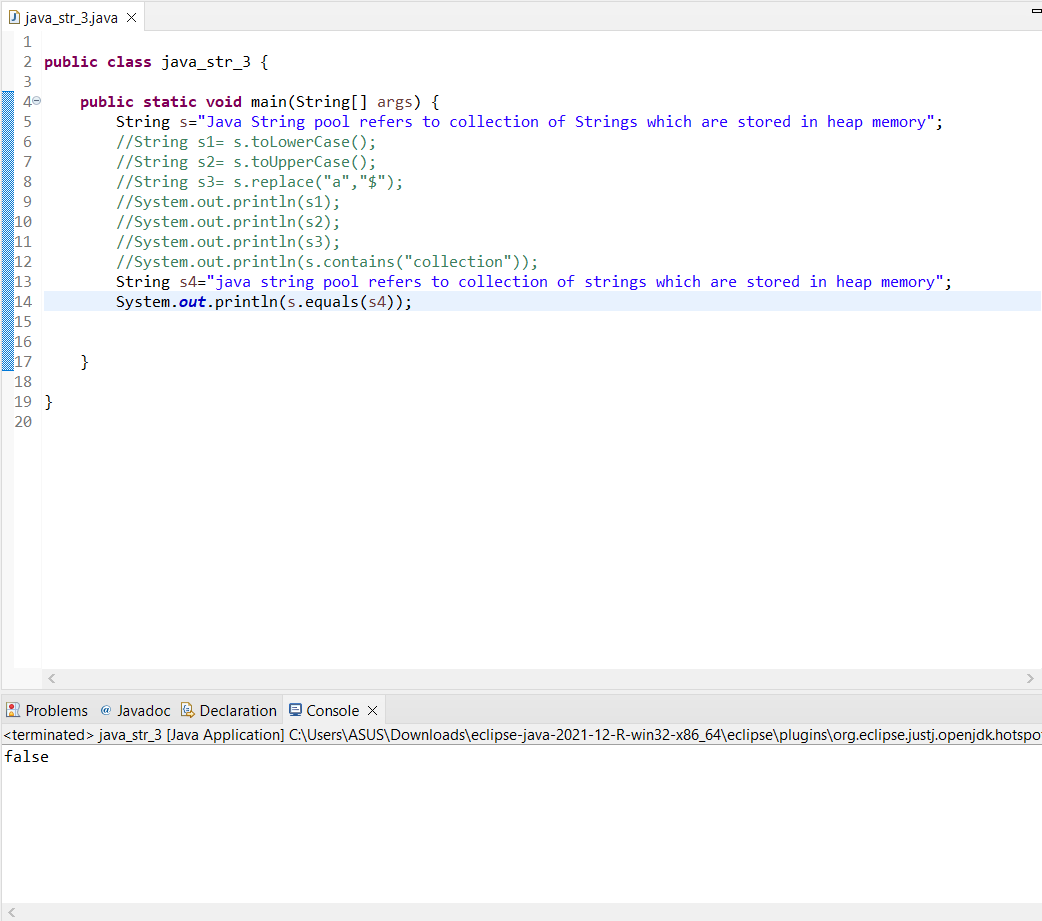 java_str_3.java
1
2 public class java_str_3 {
3
4 public static void main(String[] args) {
5 String s="Java String pool refers to collection of Strings which are stored in heap memory";
6 //String s1= s.toLowerCase();
7 //String s2= s.toUpperCase();
8 //String s3= s.replace("a","$");
9 //System.out.println(s1);
10 //System.out.println(s2);
11 //System.out.println(s3);
12 //System.out.println(s.contains("collection"));
13 String s4="java string pool refers to collection of strings which are stored in heap memory";
14 System.out.println(s.equals(s4));
15
16
17 }
18
19 }
20
Problems @ Javadoc Declaration Console
<terminated> java_str_3 [Java Application] C:\Users\ASUS\Downloads\eclipse-java-2021-12-R-win32-x86_64\eclipse\plugins\org.eclipse.justj.openjdk.hotspo
false